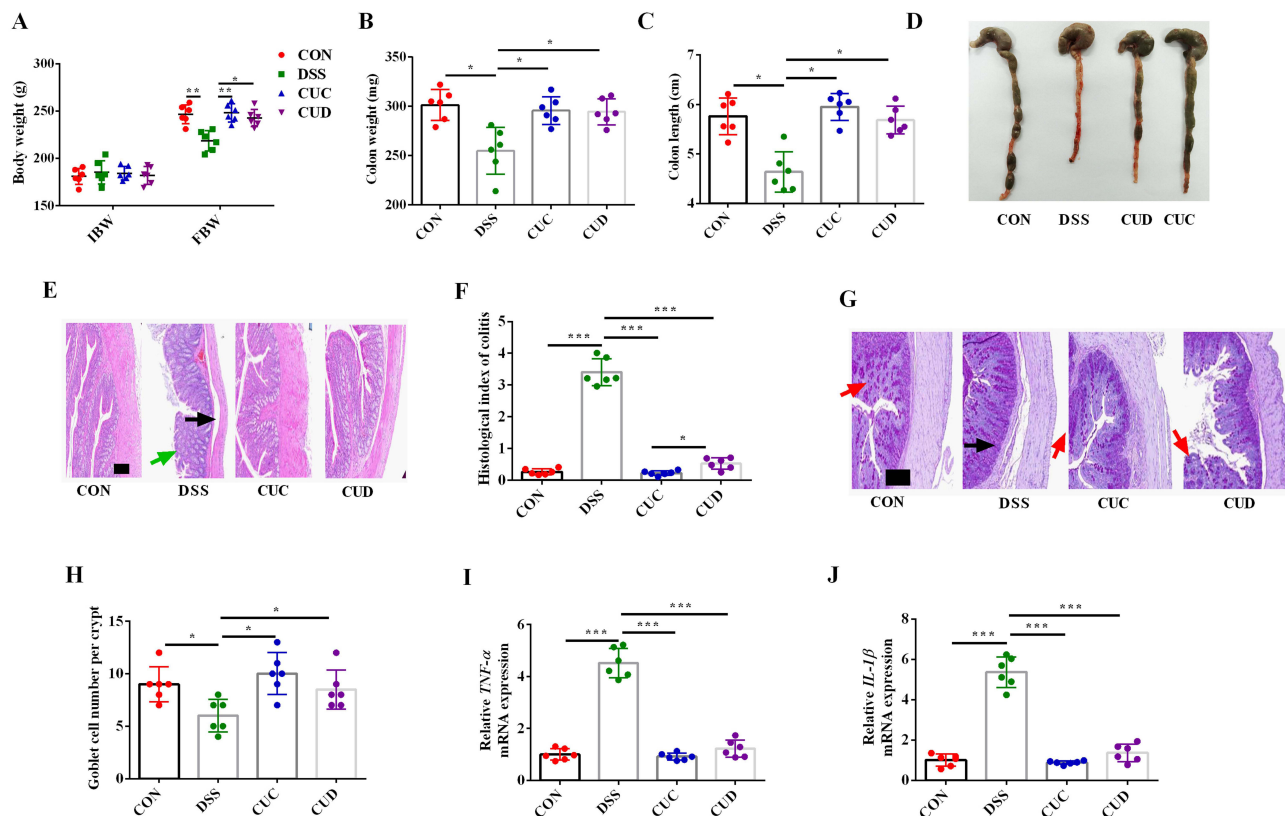 A
Body weight (g)
250
200
150
IBW
FBW
** ** *
CON
DSS
CUC
CUD
B
Colon weight (mg)
400
350
300
250
200
* * *
CON
DSS
CUC
CUD
C
Colon length (cm)
8
7
6
5
4
* * *
CON
DSS
CUC
CUD
D
CON DSS CUD CUC
E
CON DSS CUC CUD
F
Histological index of colitis
5
4
3
2
1
0
***
*** ***
*
CON
DSS
CUC
CUD
G
CON DSS CUC CUD
H
Goblet cell number per crypt
15
10
5
0
*
* *
CON
DSS
CUC
CUD
I
Relative TNF-α
mRNA expression
6
4
2
0
***
*** ***
CON
DSS
CUC
CUD
J
Relative IL-1β
mRNA expression
8
6
4
2
0
***
*** ***
CON
DSS
CUC
CUD